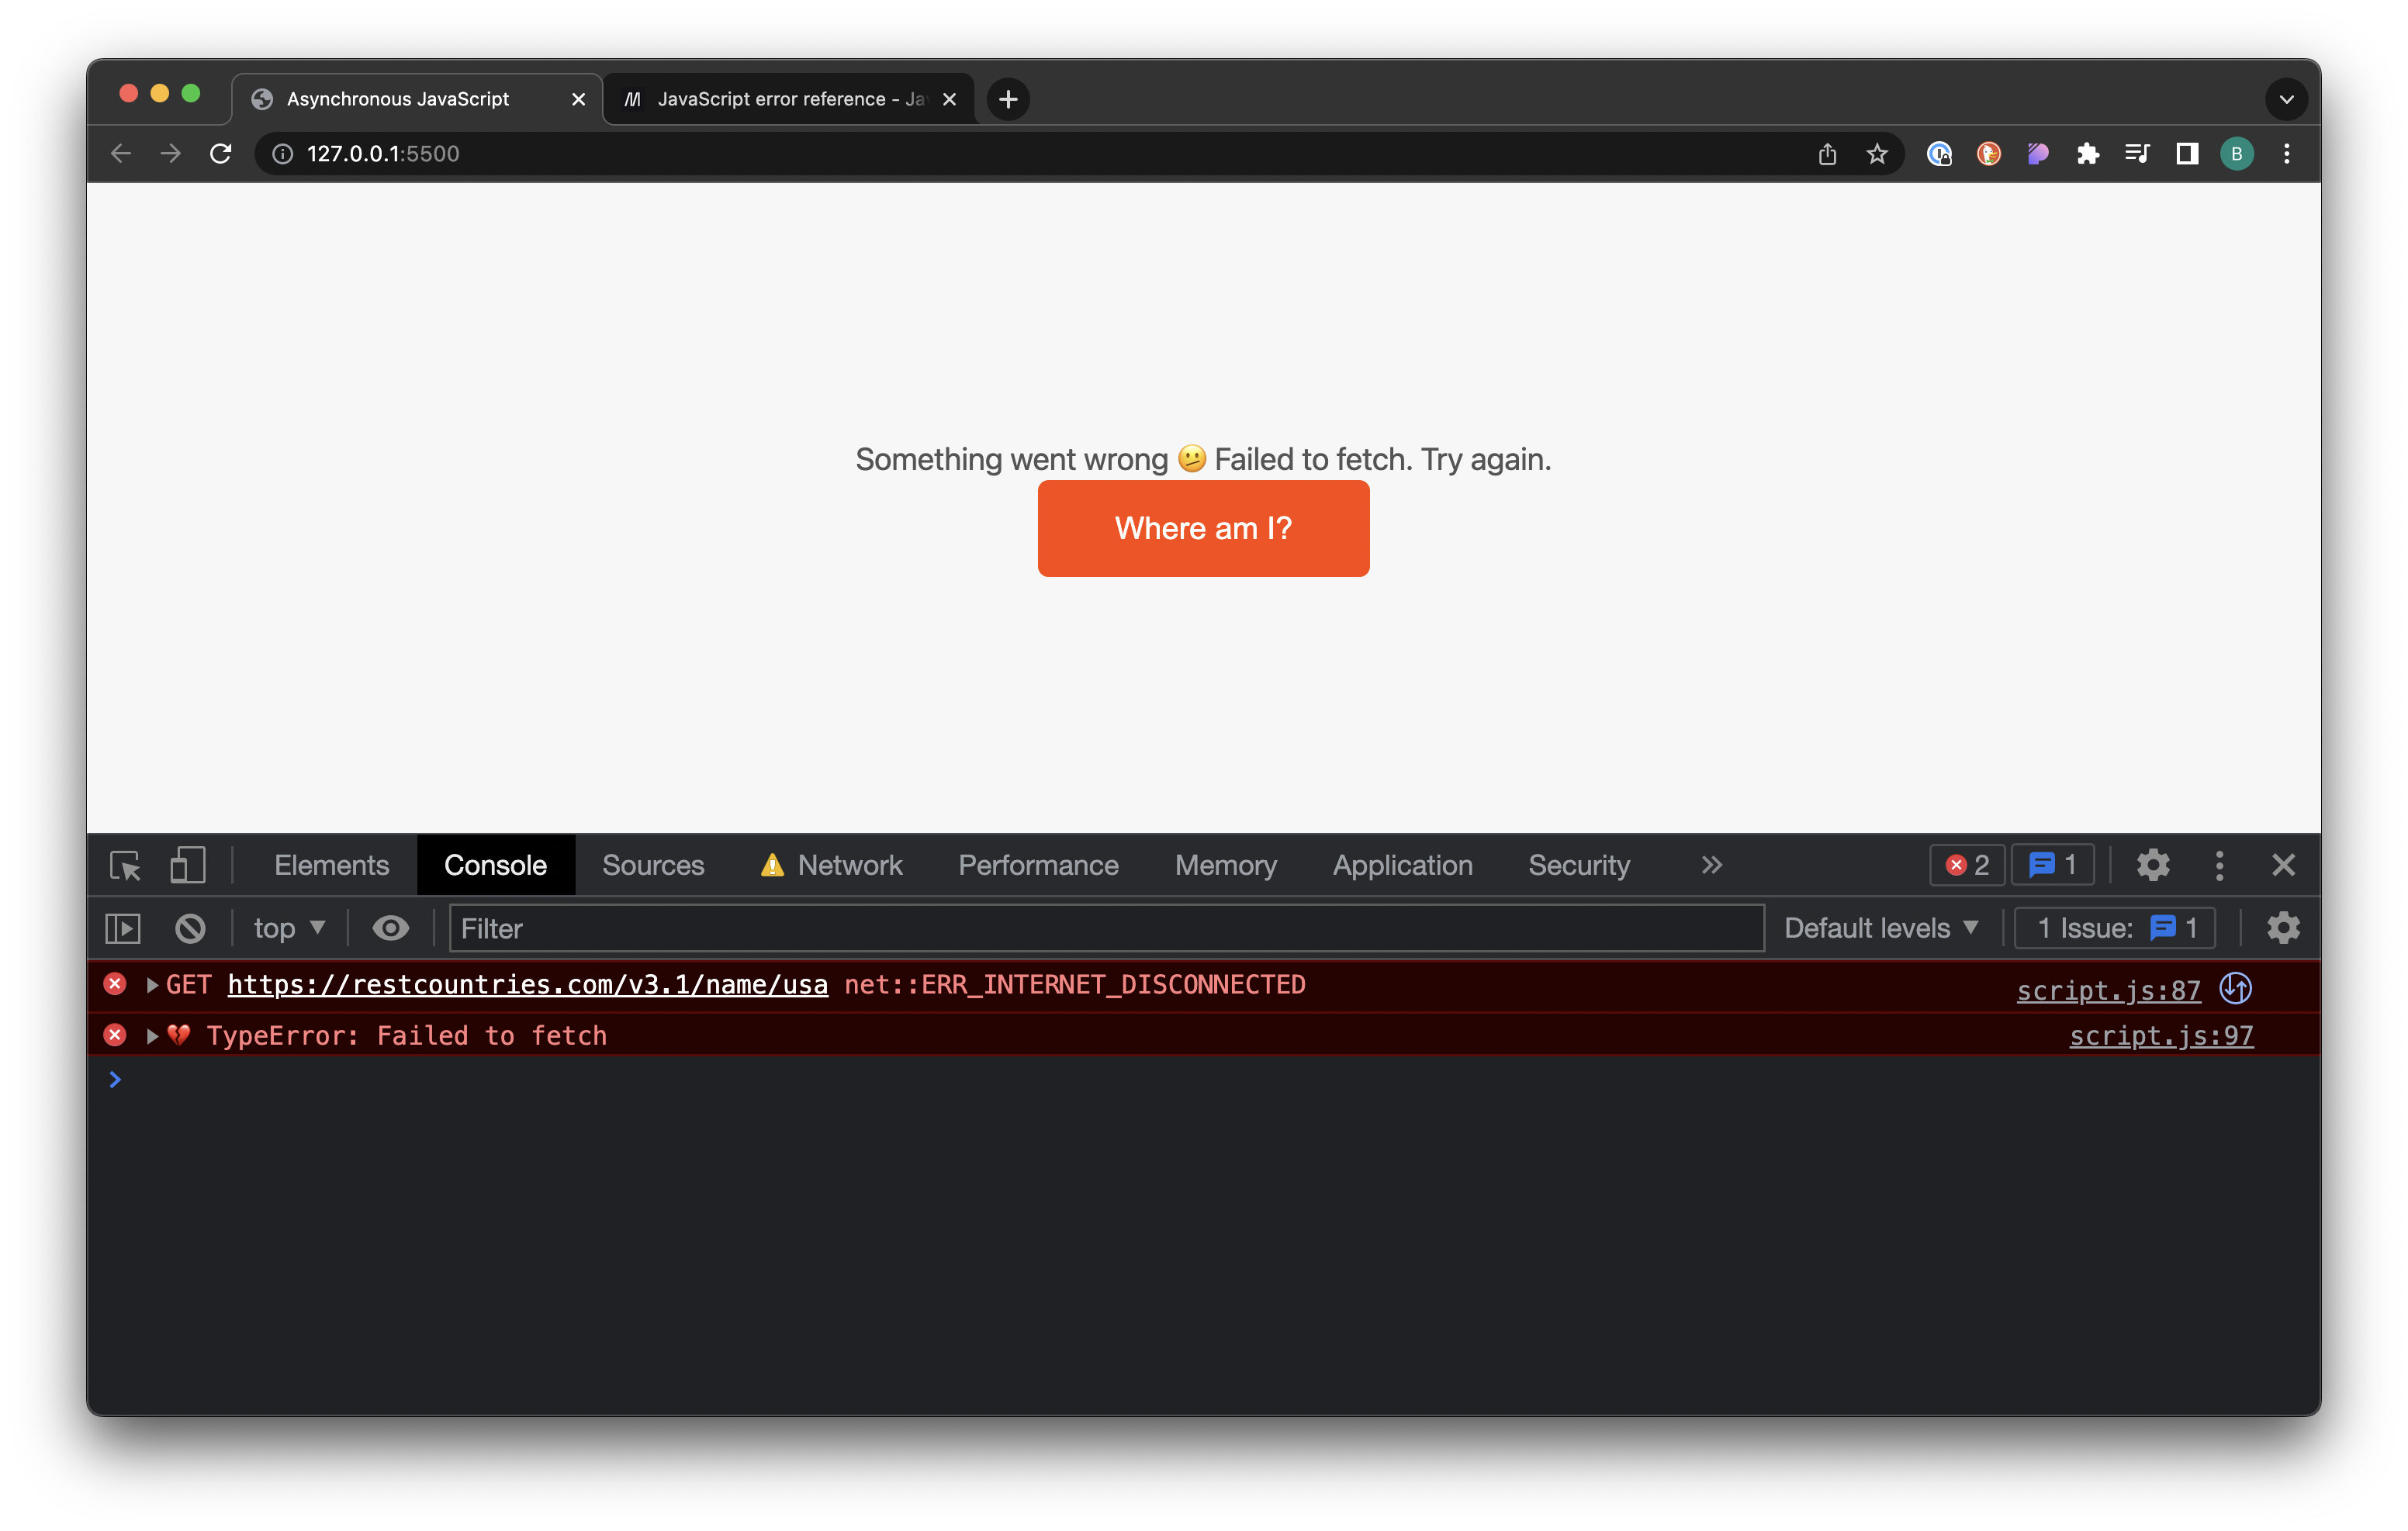 Asynchronous JavaScript
JavaScript error reference - Ja
127.0.0.1:5500
B
Something went wrong 🫤 Failed to fetch. Try again.
Where am I?
Elements Console Sources Network Performance Memory Application Security 2 1
top Filter Default levels 1 Issue: 1
GET https://restcountries.com/v3.1/name/usa net::ERR_INTERNET_DISCONNECTED script.js:87
💔 TypeError: Failed to fetch script.js:97